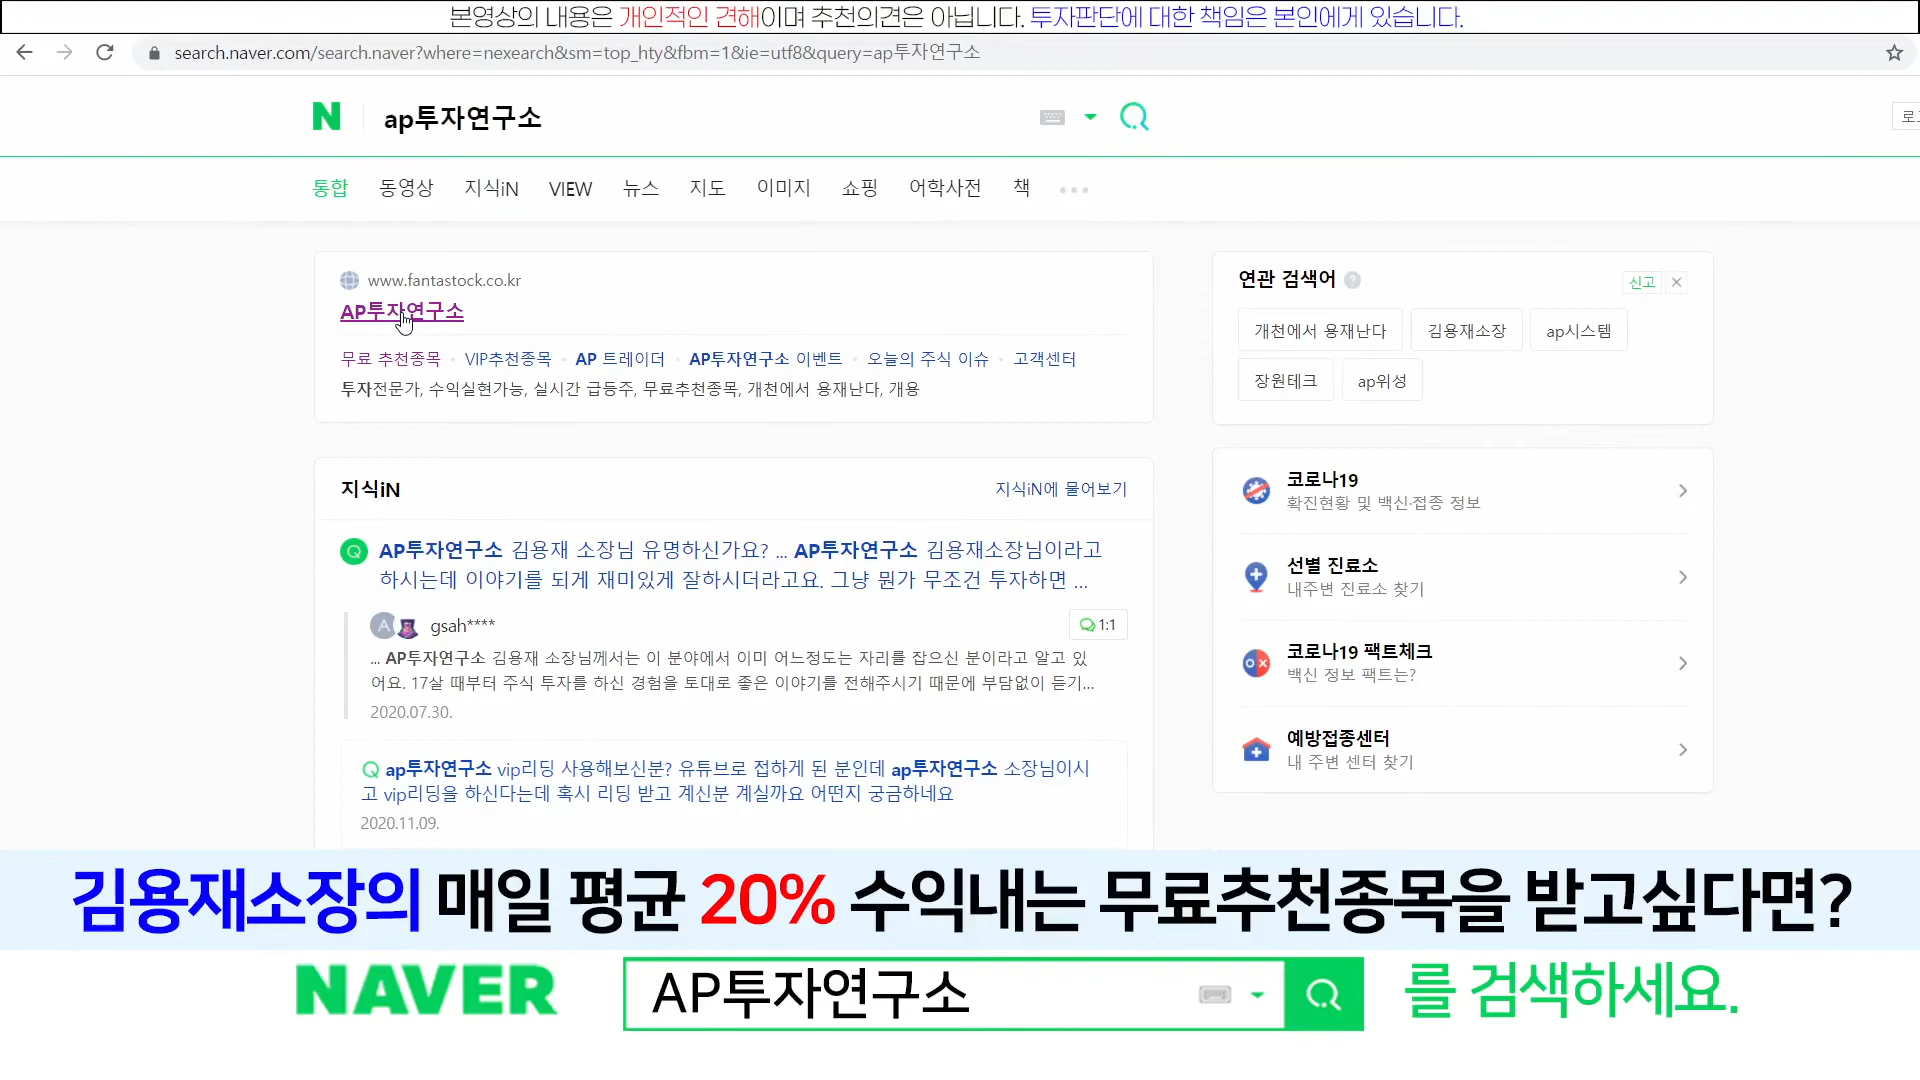 본영상의 내용은 개인적인 견해이며 추천의견은 아닙니다. 투자판단에 대한 책임은 본인에게 있습니다.
search.naver.com/search.naver?where=nexearch&sm=top_hty&fbm=1&ie=utf8&query=ap투자연구소
N ap투자연구소
통합 동영상 지식iN VIEW 뉴스 지도 이미지 쇼핑 어학사전 책
www.fantastock.co.kr
AP투자연구소
무료 추천종목 · VIP추천종목 · AP 트레이더 · AP투자연구소 이벤트 · 오늘의 주식 이슈 · 고객센터
투자전문가, 수익실현가능, 실시간 급등주, 무료추천종목, 개천에서 용재난다, 개용
연관 검색어 ? 신고
개천에서 용재난다 김용재소장 ap시스템
장원테크 ap위성
지식iN 지식iN에 물어보기
Q AP투자연구소 김용재 소장님 유명하신가요? ... AP투자연구소 김용재소장님이라고
하시는데 이야기를 되게 재미있게 잘하시더라고요. 그냥 뭔가 무조건 투자하면 ...
A gsah**** 1:1
... AP투자연구소 김용재 소장님께서는 이 분야에서 이미 어느정도는 자리를 잡으신 분이라고 알고 있
어요. 17살 때부터 주식 투자를 하신 경험을 토대로 좋은 이야기를 전해주시기 때문에 부담없이 듣기...
2020.07.30.
Q ap투자연구소 vip리딩 사용해보신분? 유튜브로 접하게 된 분인데 ap투자연구소 소장님이시
고 vip리딩을 하신다는데 혹시 리딩 받고 계신분 계실까요 어떤지 궁금하네요
2020.11.09.
코로나19
확진현황 및 백신·접종 정보
선별 진료소
내주변 진료소 찾기
코로나19 팩트체크
백신 정보 팩트는?
예방접종센터
내 주변 센터 찾기
김용재소장의 매일 평균 20% 수익내는 무료추천종목을 받고싶다면?
NAVER AP투자연구소 를 검색하세요.